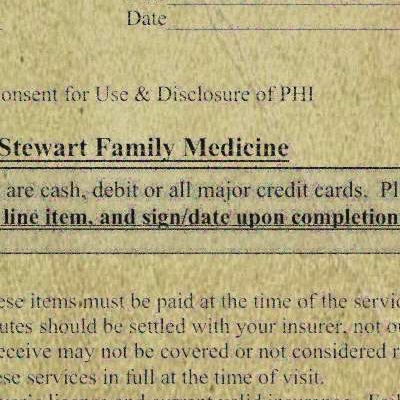 Date
onsent for Use & Disclosure of PHI
Stewart Family Medicine
are cash, debit or all major credit cards. Pl
line item, and sign/date upon completion
ese items must be paid at the time of the servic
utes should be settled with your insurer, not ou
eceive may not be covered or not considered r
ese services in full at the time of visit.